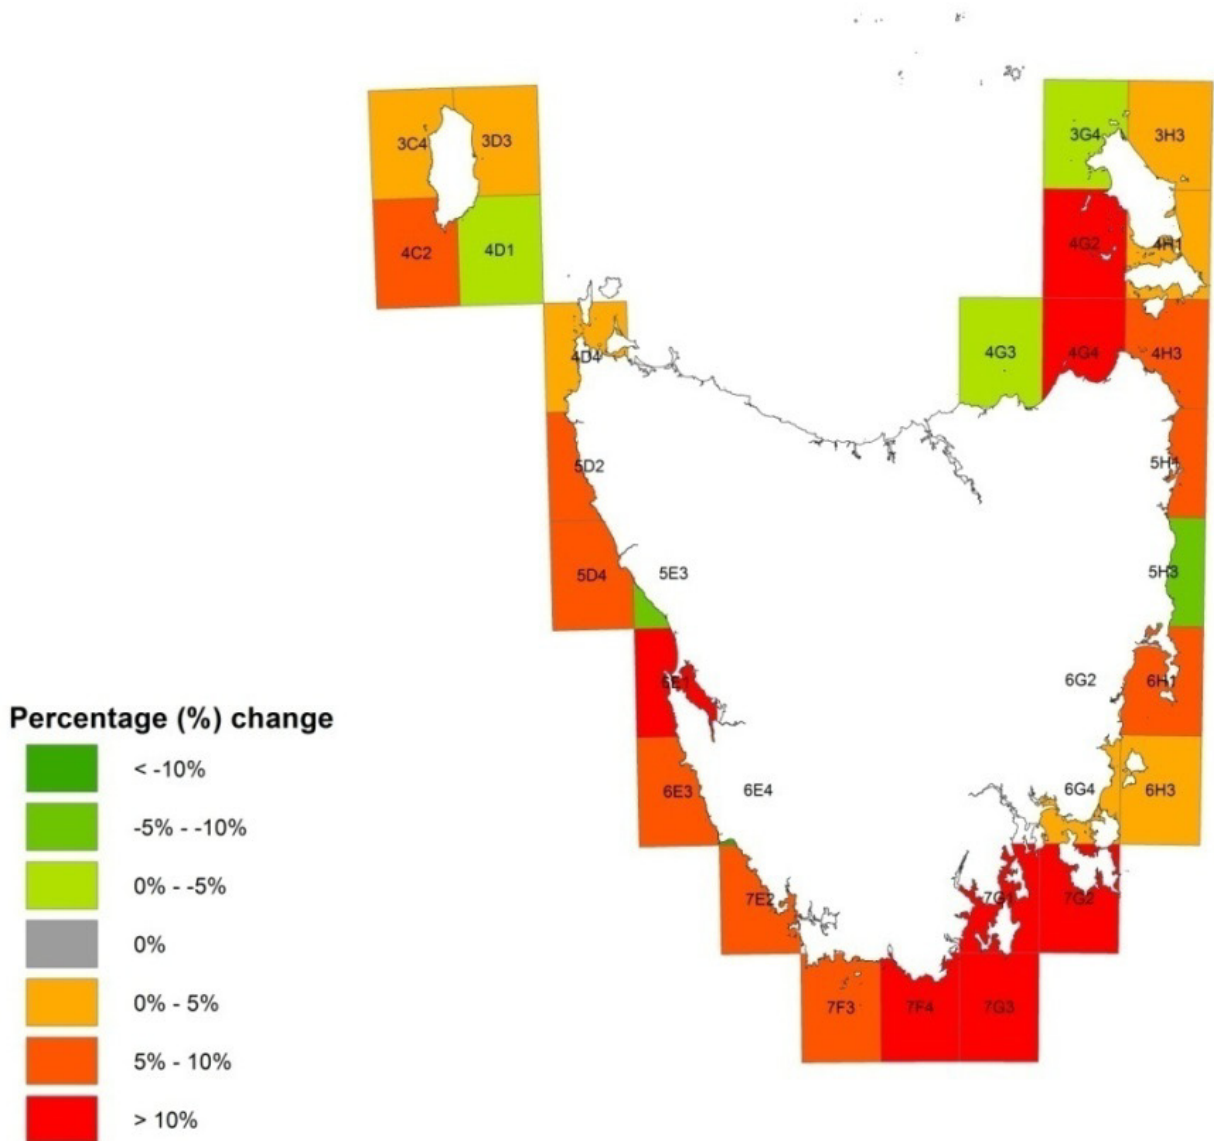 3C4 3D3 3G4 3H3
4C2 4D1 4G2 4H1
4D4 4G3 4G4 4H3
5D2 5H1
5D4 5E3 5H3
6E1 6G2 6H1
Percentage (%) change
< -10%
-5% - -10%
0% - -5%
0%
0% - 5%
5% - 10%
> 10%
6E3 6E4 6G4 6H3
7E2 7G1 7G2
7F3 7F4 7G3